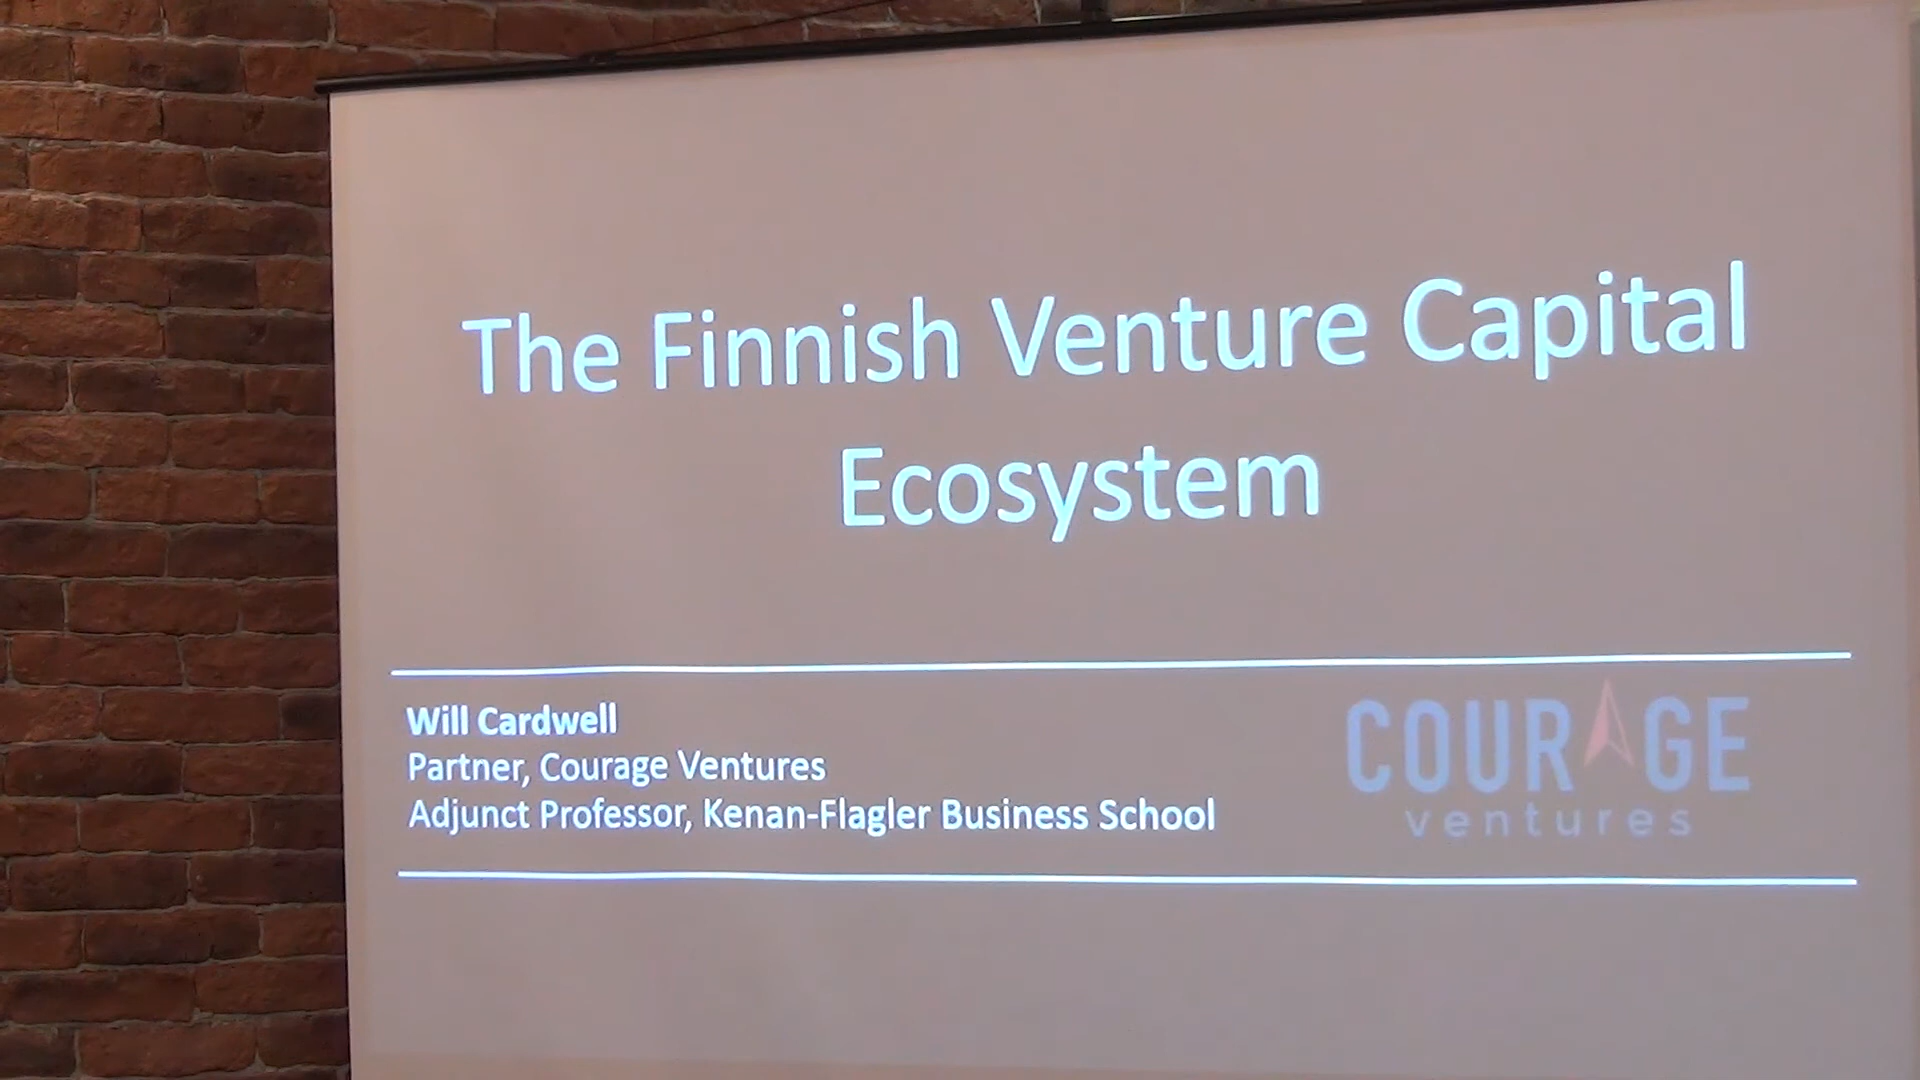 The Finnish Venture Capital
Ecosystem
Will Cardwell
Partner, Courage Ventures
Adjunct Professor, Kenan-Flagler Business School
COURAGE
ventures